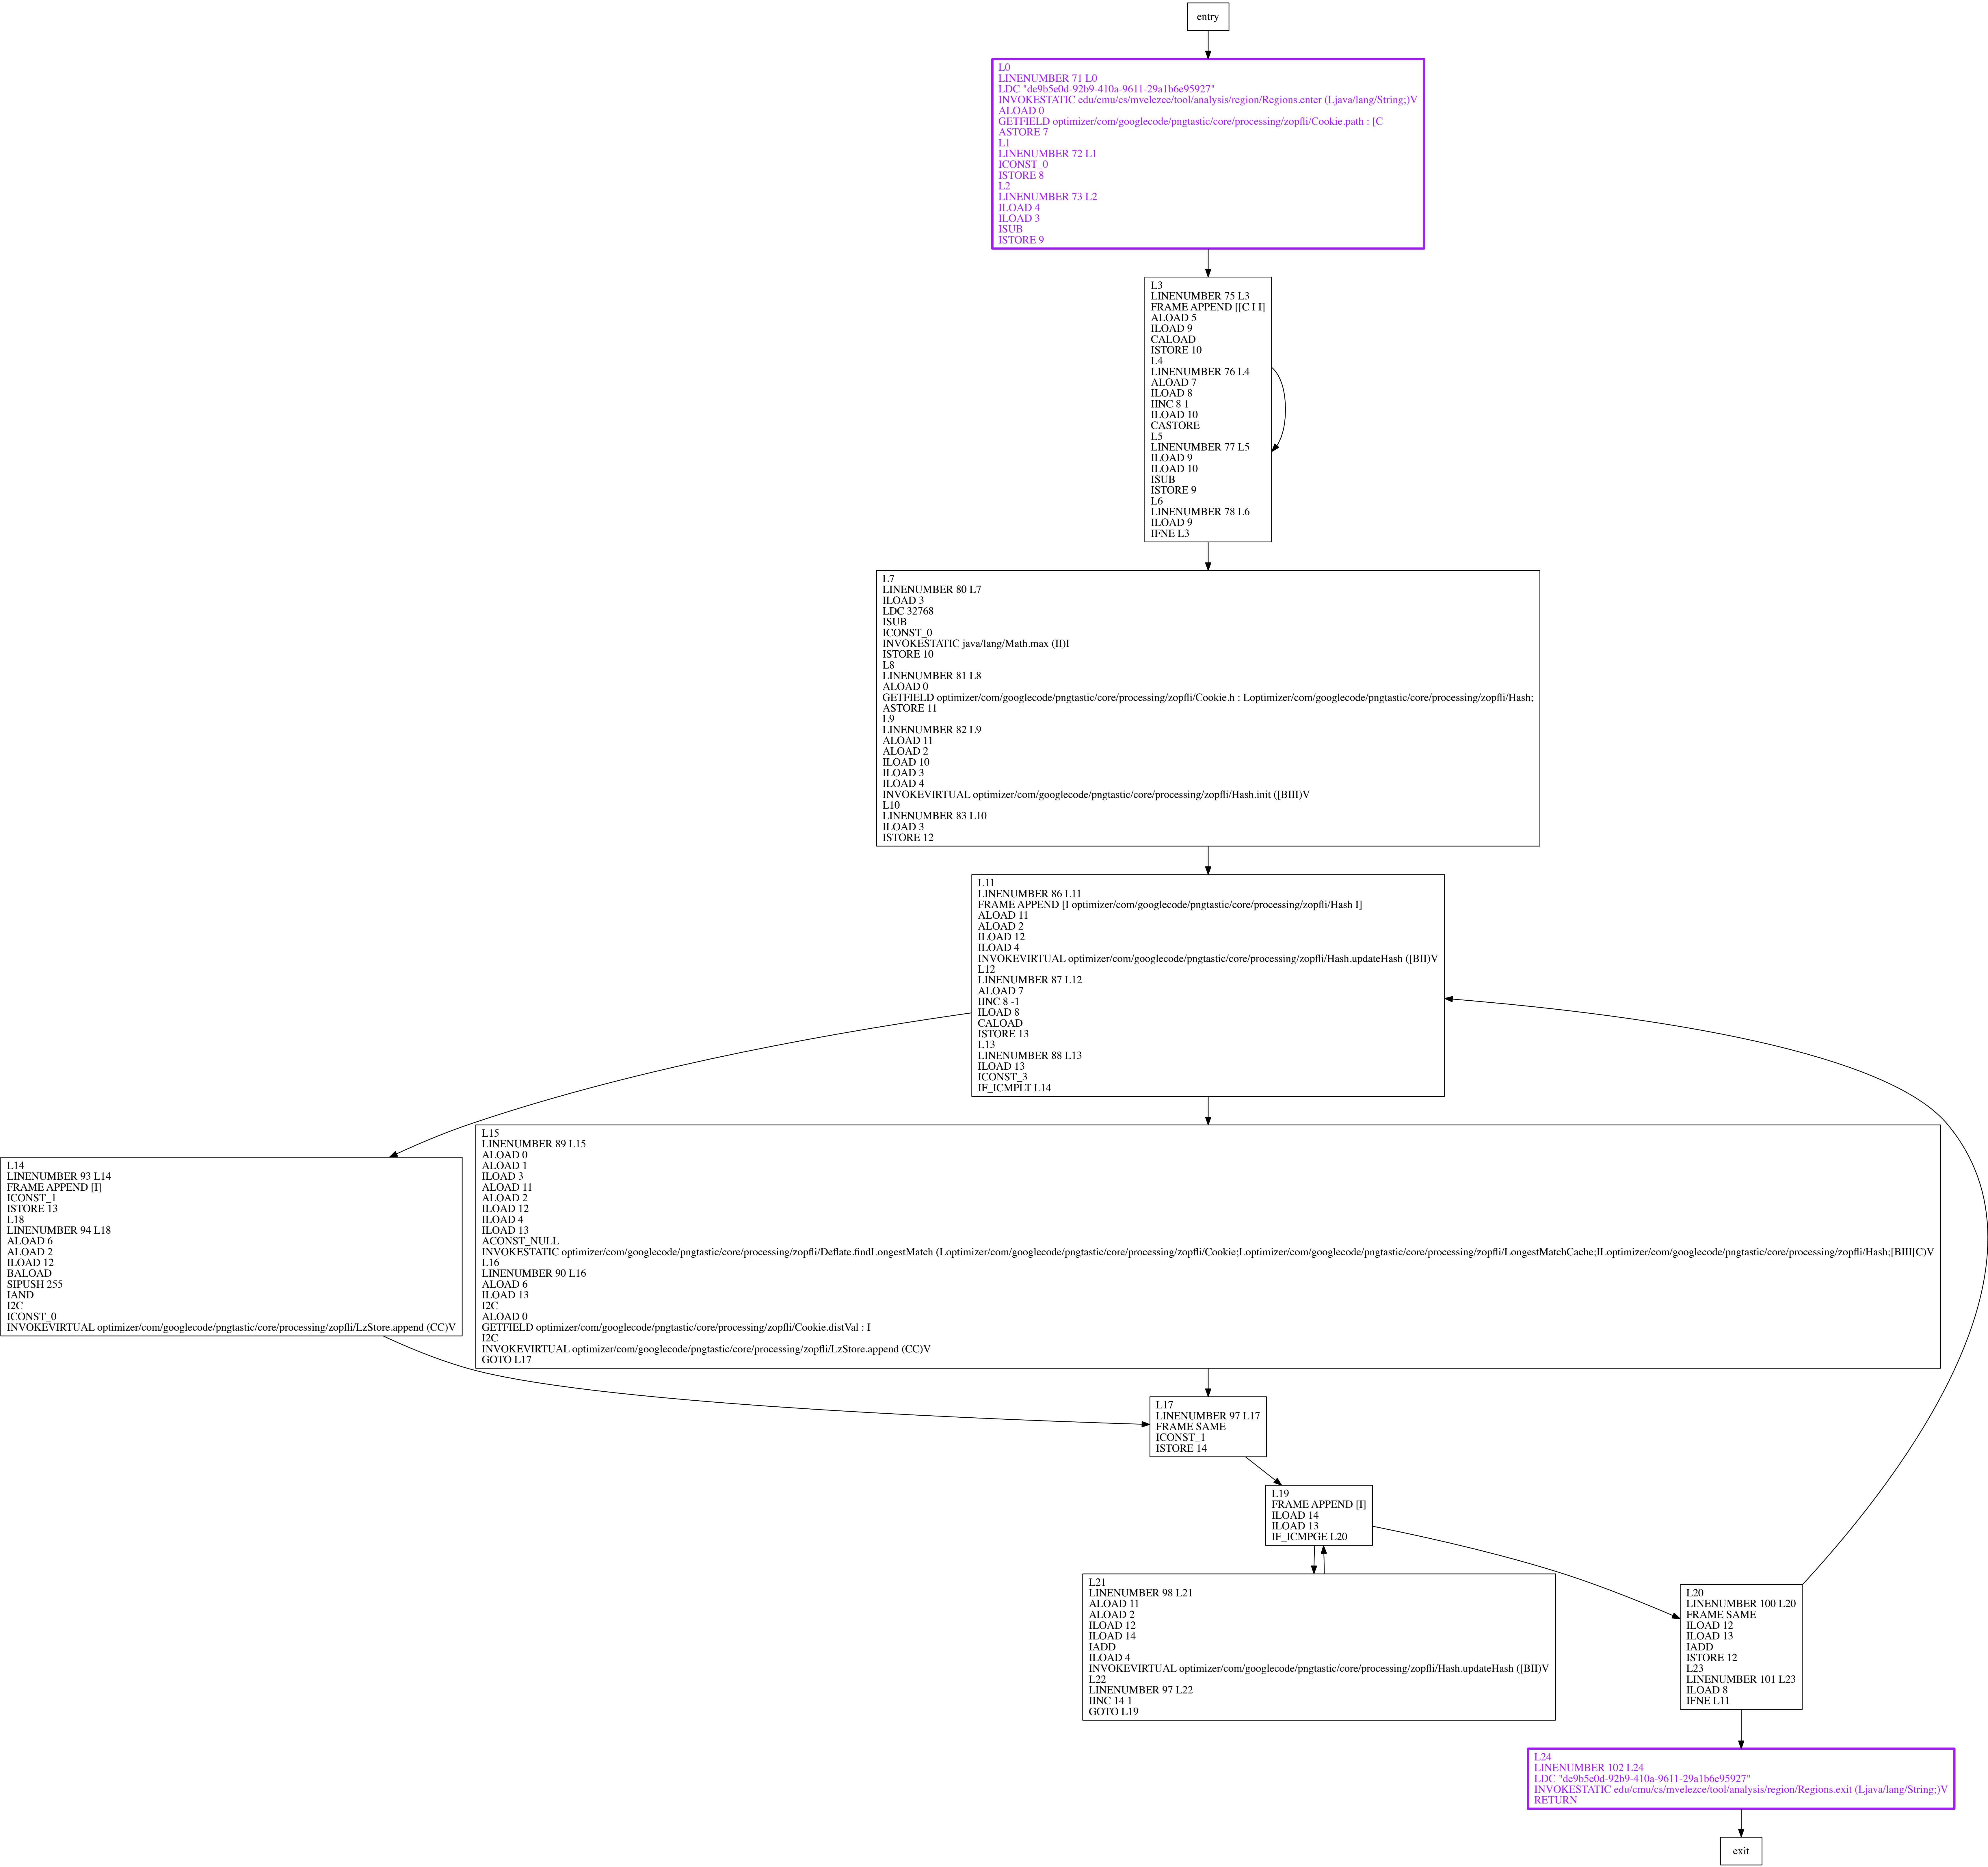 entry
L0
LINENUMBER 71 L0
LDC "de9b5e0d-92b9-410a-9611-29a1b6e95927"
INVOKESTATIC edu/cmu/cs/mvelezce/tool/analysis/region/Regions.enter (Ljava/lang/String;)V
ALOAD 0
GETFIELD optimizer/com/googlecode/pngtastic/core/processing/zopfli/Cookie.path : [C
ASTORE 7
L1
LINENUMBER 72 L1
ICONST_0
ISTORE 8
L2
LINENUMBER 73 L2
ILOAD 4
ILOAD 3
ISUB
ISTORE 9
L3
LINENUMBER 75 L3
FRAME APPEND [[C I I]
ALOAD 5
ILOAD 9
CALOAD
ISTORE 10
L4
LINENUMBER 76 L4
ALOAD 7
ILOAD 8
IINC 8 1
ILOAD 10
CASTORE
L5
LINENUMBER 77 L5
ILOAD 9
ILOAD 10
ISUB
ISTORE 9
L6
LINENUMBER 78 L6
ILOAD 9
IFNE L3
L7
LINENUMBER 80 L7
ILOAD 3
LDC 32768
ISUB
ICONST_0
INVOKESTATIC java/lang/Math.max (II)I
ISTORE 10
L8
LINENUMBER 81 L8
ALOAD 0
GETFIELD optimizer/com/googlecode/pngtastic/core/processing/zopfli/Cookie.h : Loptimizer/com/googlecode/pngtastic/core/processing/zopfli/Hash;
ASTORE 11
L9
LINENUMBER 82 L9
ALOAD 11
ALOAD 2
ILOAD 10
ILOAD 3
ILOAD 4
INVOKEVIRTUAL optimizer/com/googlecode/pngtastic/core/processing/zopfli/Hash.init ([BIII)V
L10
LINENUMBER 83 L10
ILOAD 3
ISTORE 12
L11
LINENUMBER 86 L11
FRAME APPEND [I optimizer/com/googlecode/pngtastic/core/processing/zopfli/Hash I]
ALOAD 11
ALOAD 2
ILOAD 12
ILOAD 4
INVOKEVIRTUAL optimizer/com/googlecode/pngtastic/core/processing/zopfli/Hash.updateHash ([BII)V
L12
LINENUMBER 87 L12
ALOAD 7
IINC 8 -1
ILOAD 8
CALOAD
ISTORE 13
L13
LINENUMBER 88 L13
ILOAD 13
ICONST_3
IF_ICMPLT L14
L14
LINENUMBER 93 L14
FRAME APPEND [I]
ICONST_1
ISTORE 13
L18
LINENUMBER 94 L18
ALOAD 6
ALOAD 2
ILOAD 12
BALOAD
SIPUSH 255
IAND
I2C
ICONST_0
INVOKEVIRTUAL optimizer/com/googlecode/pngtastic/core/processing/zopfli/LzStore.append (CC)V
L15
LINENUMBER 89 L15
ALOAD 0
ALOAD 1
ILOAD 3
ALOAD 11
ALOAD 2
ILOAD 12
ILOAD 4
ILOAD 13
ACONST_NULL
INVOKESTATIC optimizer/com/googlecode/pngtastic/core/processing/zopfli/Deflate.findLongestMatch (Loptimizer/com/googlecode/pngtastic/core/processing/zopfli/Cookie;Loptimizer/com/googlecode/pngtastic/core/processing/zopfli/LongestMatchCache;ILoptimizer/com/googlecode/pngtastic/core/processing/zopfli/Hash;[BIII[C)V
L16
LINENUMBER 90 L16
ALOAD 6
ILOAD 13
I2C
ALOAD 0
GETFIELD optimizer/com/googlecode/pngtastic/core/processing/zopfli/Cookie.distVal : I
I2C
INVOKEVIRTUAL optimizer/com/googlecode/pngtastic/core/processing/zopfli/LzStore.append (CC)V
GOTO L17
L17
LINENUMBER 97 L17
FRAME SAME
ICONST_1
ISTORE 14
L19
FRAME APPEND [I]
ILOAD 14
ILOAD 13
IF_ICMPGE L20
L21
LINENUMBER 98 L21
ALOAD 11
ALOAD 2
ILOAD 12
ILOAD 14
IADD
ILOAD 4
INVOKEVIRTUAL optimizer/com/googlecode/pngtastic/core/processing/zopfli/Hash.updateHash ([BII)V
L22
LINENUMBER 97 L22
IINC 14 1
GOTO L19
L20
LINENUMBER 100 L20
FRAME SAME
ILOAD 12
ILOAD 13
IADD
ISTORE 12
L23
LINENUMBER 101 L23
ILOAD 8
IFNE L11
L24
LINENUMBER 102 L24
LDC "de9b5e0d-92b9-410a-9611-29a1b6e95927"
INVOKESTATIC edu/cmu/cs/mvelezce/tool/analysis/region/Regions.exit (Ljava/lang/String;)V
RETURN
exit